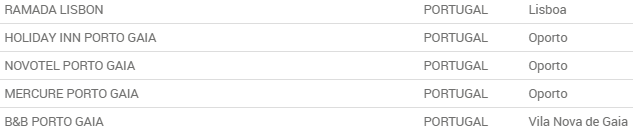 RAMADA LISBON PORTUGAL Lisboa
HOLIDAY INN PORTO GAIA PORTUGAL Oporto
NOVOTEL PORTO GAIA PORTUGAL Oporto
MERCURE PORTO GAIA PORTUGAL Oporto
B&B PORTO GAIA PORTUGAL Vila Nova de Gaia